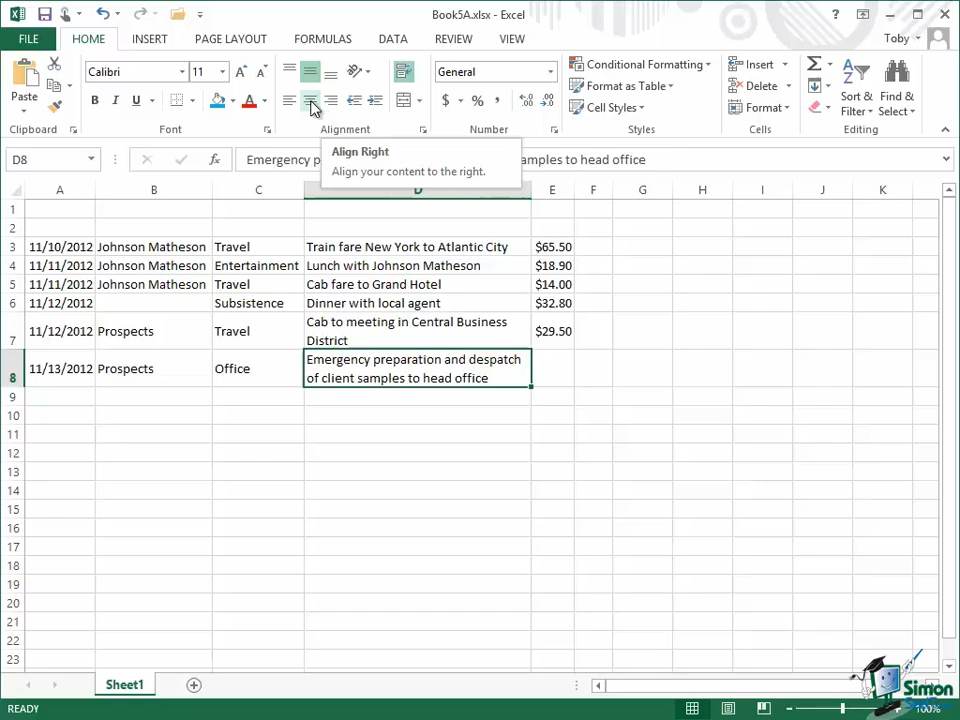 Book5A.xlsx - Excel
?
FILE HOME INSERT PAGE LAYOUT FORMULAS DATA REVIEW VIEW Toby
Paste
Calibri 11 A A
B I U A
General
$ % , .00 .0
Conditional Formatting
Format as Table
Cell Styles
Insert
Delete
Format
Sort &
Filter
Find &
Select
Clipboard Font Alignment Number Styles Cells Editing
D8 fx Emergency p
amples to head office
Align Right
Align your content to the right.
A B C D E F G H I J K
1
2
3 11/10/2012 Johnson Matheson Travel Train fare New York to Atlantic City $65.50
4 11/11/2012 Johnson Matheson Entertainment Lunch with Johnson Matheson $18.90
5 11/11/2012 Johnson Matheson Travel Cab fare to Grand Hotel $14.00
6 11/12/2012 Subsistence Dinner with local agent $32.80
7 11/12/2012 Prospects Travel Cab to meeting in Central Business
District $29.50
8 11/13/2012 Prospects Office Emergency preparation and despatch
of client samples to head office
9
10
11
12
13
14
15
16
17
18
19
20
21
22
23
Sheet1
READY
100%
Simon